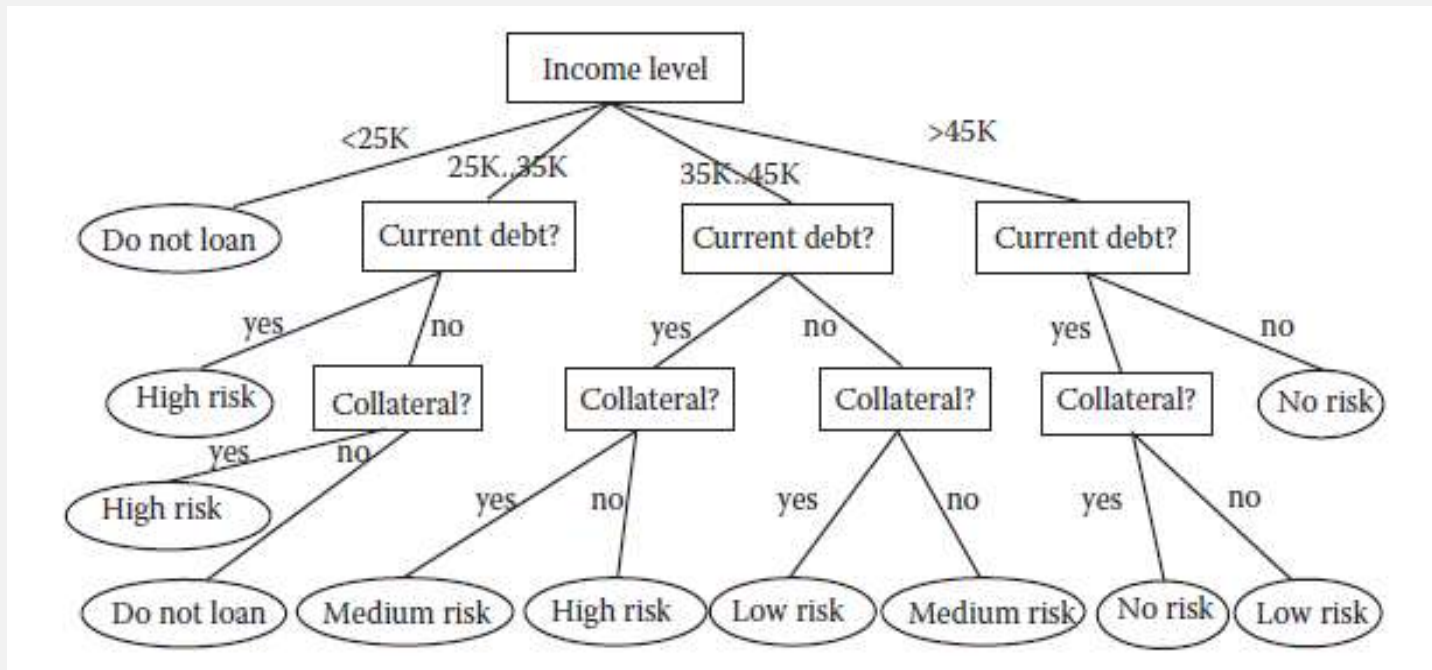 Income level
<25K
25K..35K
35K..45K
>45K
Do not loan
Current debt?
Current debt?
Current debt?
yes
no
yes
no
yes
no
High risk
Collateral?
Collateral?
Collateral?
Collateral?
No risk
yes
no
High risk
yes
no
yes
no
yes
no
Do not loan
Medium risk
High risk
Low risk
Medium risk
No risk
Low risk